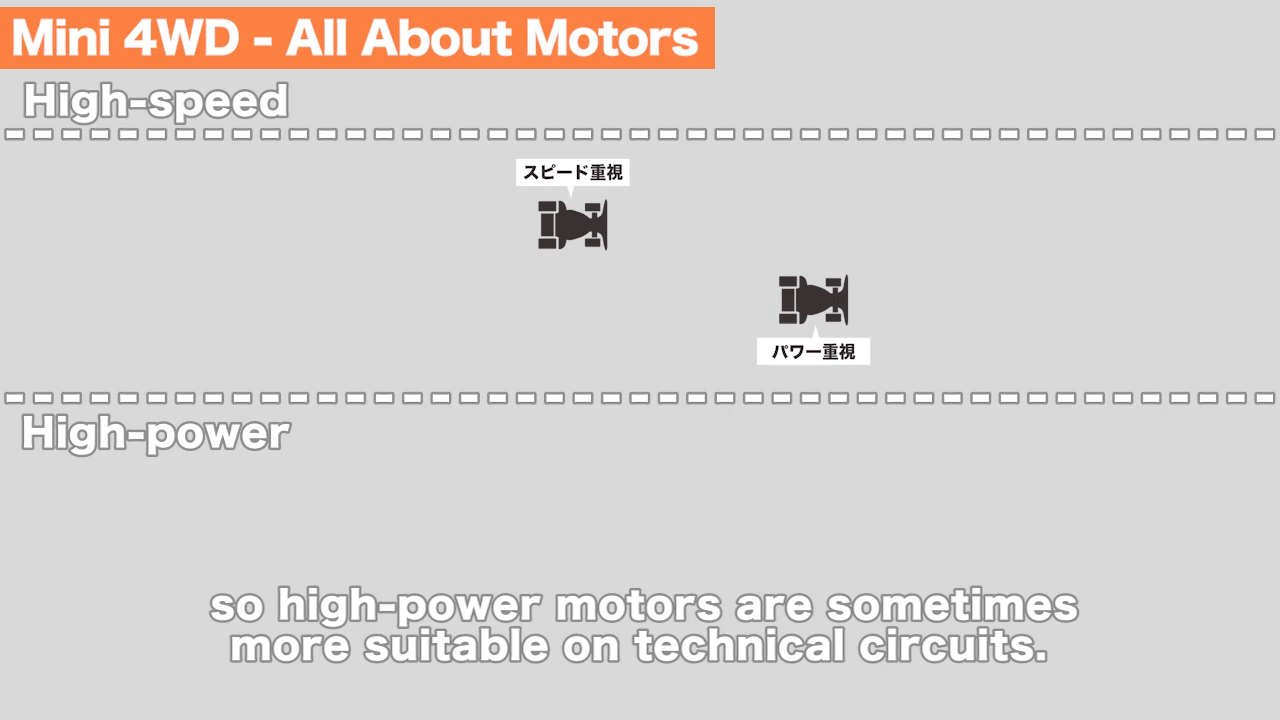 Mini 4WD - All About Motors
High-speed
スピード重視
パワー重視
High-power
so high-power motors are sometimes
more suitable on technical circuits.